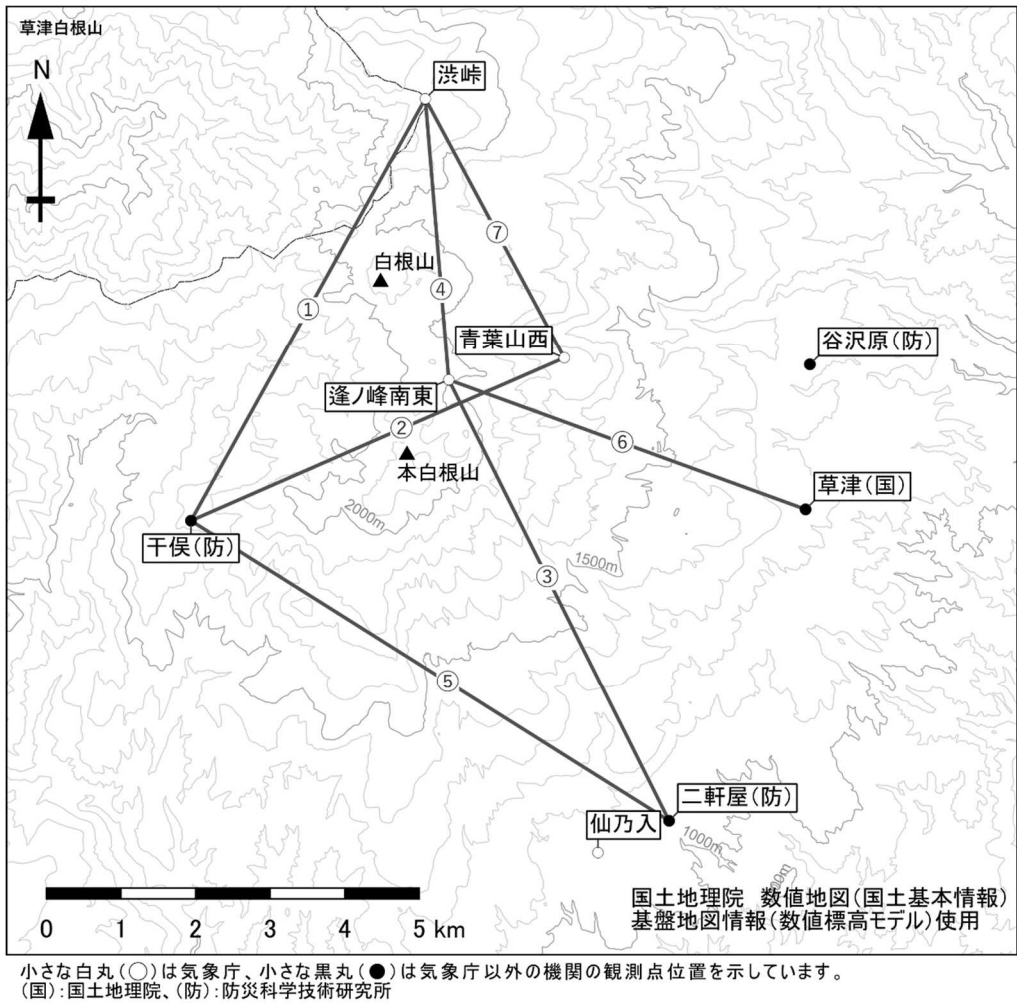 草津白根山
N
渋峠
⑦
白根山
④
①
青葉山西
谷沢原(防)
逢ノ峰南東
②
⑥
本白根山
草津(国)
2000m
干俣(防)
1500m
③
⑤
二軒屋(防)
仙乃入
1000m
国土地理院 数値地図(国土基本情報)
基盤地図情報(数値標高モデル)使用
0 1 2 3 4 5 km
小さな白丸(○)は気象庁、小さな黒丸(●)は気象庁以外の機関の観測点位置を示しています。
(国):国土地理院、(防):防災科学技術研究所